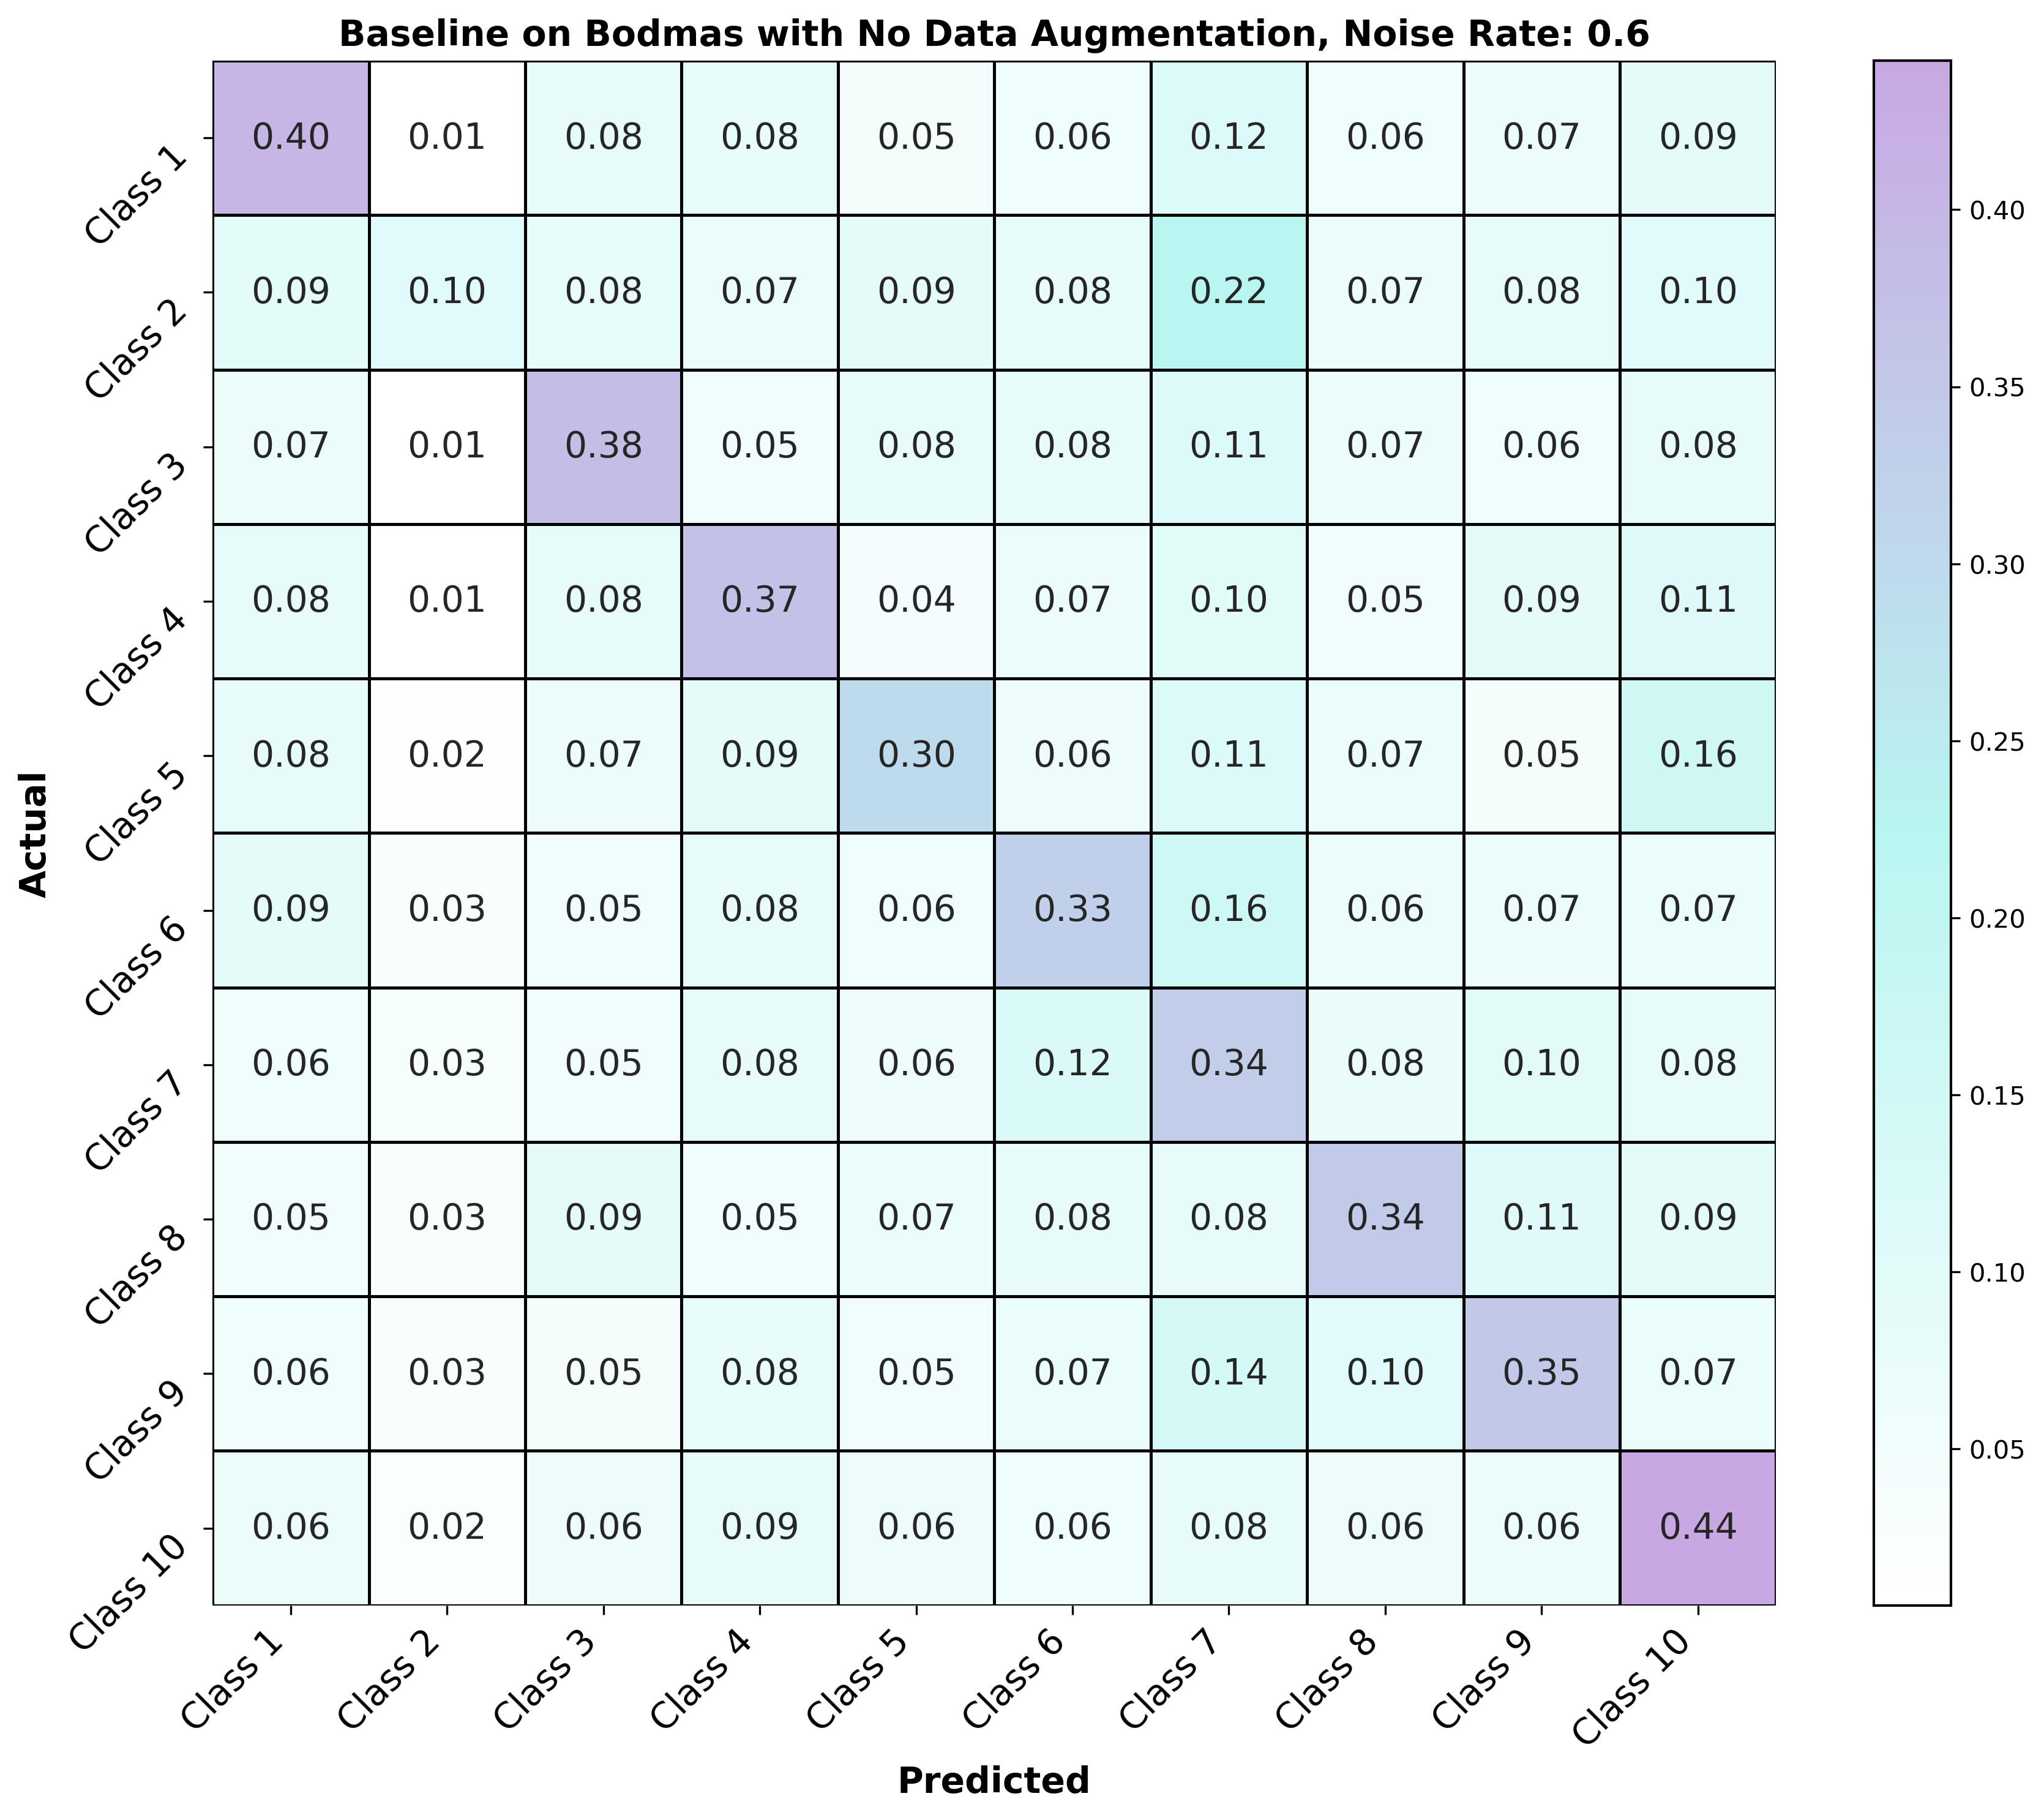 Baseline on Bodmas with No Data Augmentation, Noise Rate: 0.6
Class 1 0.40 0.01 0.08 0.08 0.05 0.06 0.12 0.06 0.07 0.09
Class 2 0.09 0.10 0.08 0.07 0.09 0.08 0.22 0.07 0.08 0.10
Class 3 0.07 0.01 0.38 0.05 0.08 0.08 0.11 0.07 0.06 0.08
Class 4 0.08 0.01 0.08 0.37 0.04 0.07 0.10 0.05 0.09 0.11
Class 5 0.08 0.02 0.07 0.09 0.30 0.06 0.11 0.07 0.05 0.16
Class 6 0.09 0.03 0.05 0.08 0.06 0.33 0.16 0.06 0.07 0.07
Class 7 0.06 0.03 0.05 0.08 0.06 0.12 0.34 0.08 0.10 0.08
Class 8 0.05 0.03 0.09 0.05 0.07 0.08 0.08 0.34 0.11 0.09
Class 9 0.06 0.03 0.05 0.08 0.05 0.07 0.14 0.10 0.35 0.07
Class 10 0.06 0.02 0.06 0.09 0.06 0.06 0.08 0.06 0.06 0.44
Class 1 Class 2 Class 3 Class 4 Class 5 Class 6 Class 7 Class 8 Class 9 Class 10
Predicted
Actual
0.40
0.35
0.30
0.25
0.20
0.15
0.10
0.05